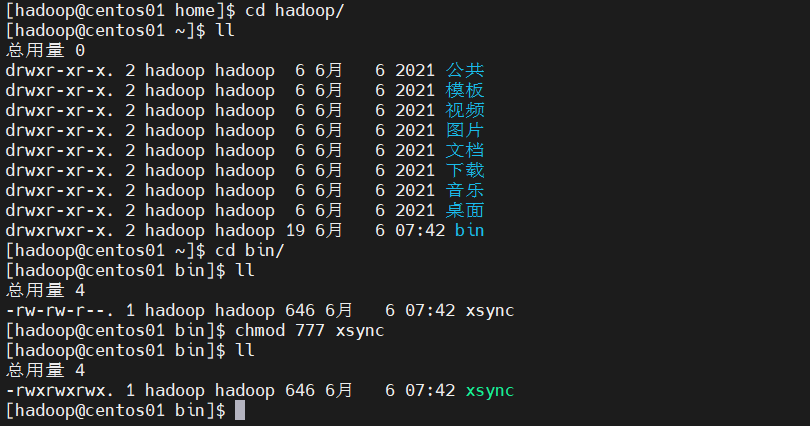 [hadoop@centos01 home]$ cd hadoop/
[hadoop@centos01 ~]$ ll
总用量 0
drwxr-xr-x. 2 hadoop hadoop  6 6月   6 2021 公共
drwxr-xr-x. 2 hadoop hadoop  6 6月   6 2021 模板
drwxr-xr-x. 2 hadoop hadoop  6 6月   6 2021 视频
drwxr-xr-x. 2 hadoop hadoop  6 6月   6 2021 图片
drwxr-xr-x. 2 hadoop hadoop  6 6月   6 2021 文档
drwxr-xr-x. 2 hadoop hadoop  6 6月   6 2021 下载
drwxr-xr-x. 2 hadoop hadoop  6 6月   6 2021 音乐
drwxr-xr-x. 2 hadoop hadoop  6 6月   6 2021 桌面
drwxrwxr-x. 2 hadoop hadoop 19 6月   6 07:42 bin
[hadoop@centos01 ~]$ cd bin/
[hadoop@centos01 bin]$ ll
总用量 4
-rw-rw-r--. 1 hadoop hadoop 646 6月   6 07:42 xsync
[hadoop@centos01 bin]$ chmod 777 xsync
[hadoop@centos01 bin]$ ll
总用量 4
-rwxrwxrwx. 1 hadoop hadoop 646 6月   6 07:42 xsync
[hadoop@centos01 bin]$